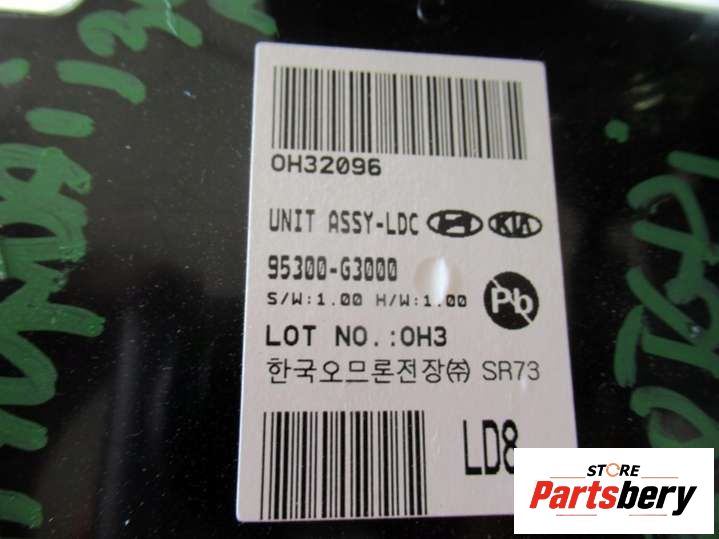 OH32096
UNIT ASSY-LDC KIA
95300-G3000
S/W:1.00 H/W:1.00
Pb
LOT NO.:OH3
한국오므론전장㈜ SR73
LD8
STORE
Partsbery